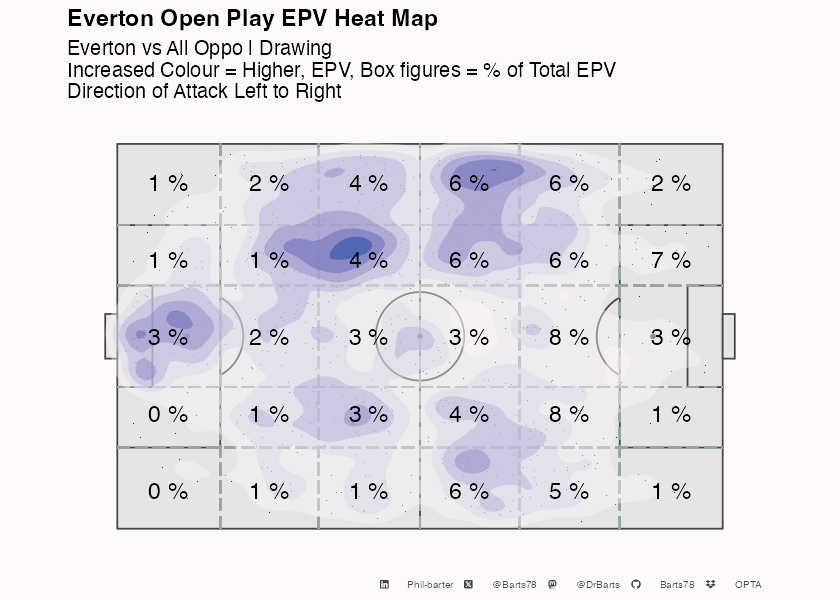 Everton Open Play EPV Heat Map
Everton vs All Oppo | Drawing
Increased Colour = Higher, EPV, Box figures = % of Total EPV
Direction of Attack Left to Right
1 % 2 % 4 % 6 % 6 % 2 %
1 % 1 % 4 % 6 % 6 % 7 %
3 % 2 % 3 % 3 % 8 % 3 %
0 % 1 % 3 % 4 % 8 % 1 %
0 % 1 % 1 % 6 % 5 % 1 %
Phil-barter @Barts78 @DrBarts Barts78 OPTA